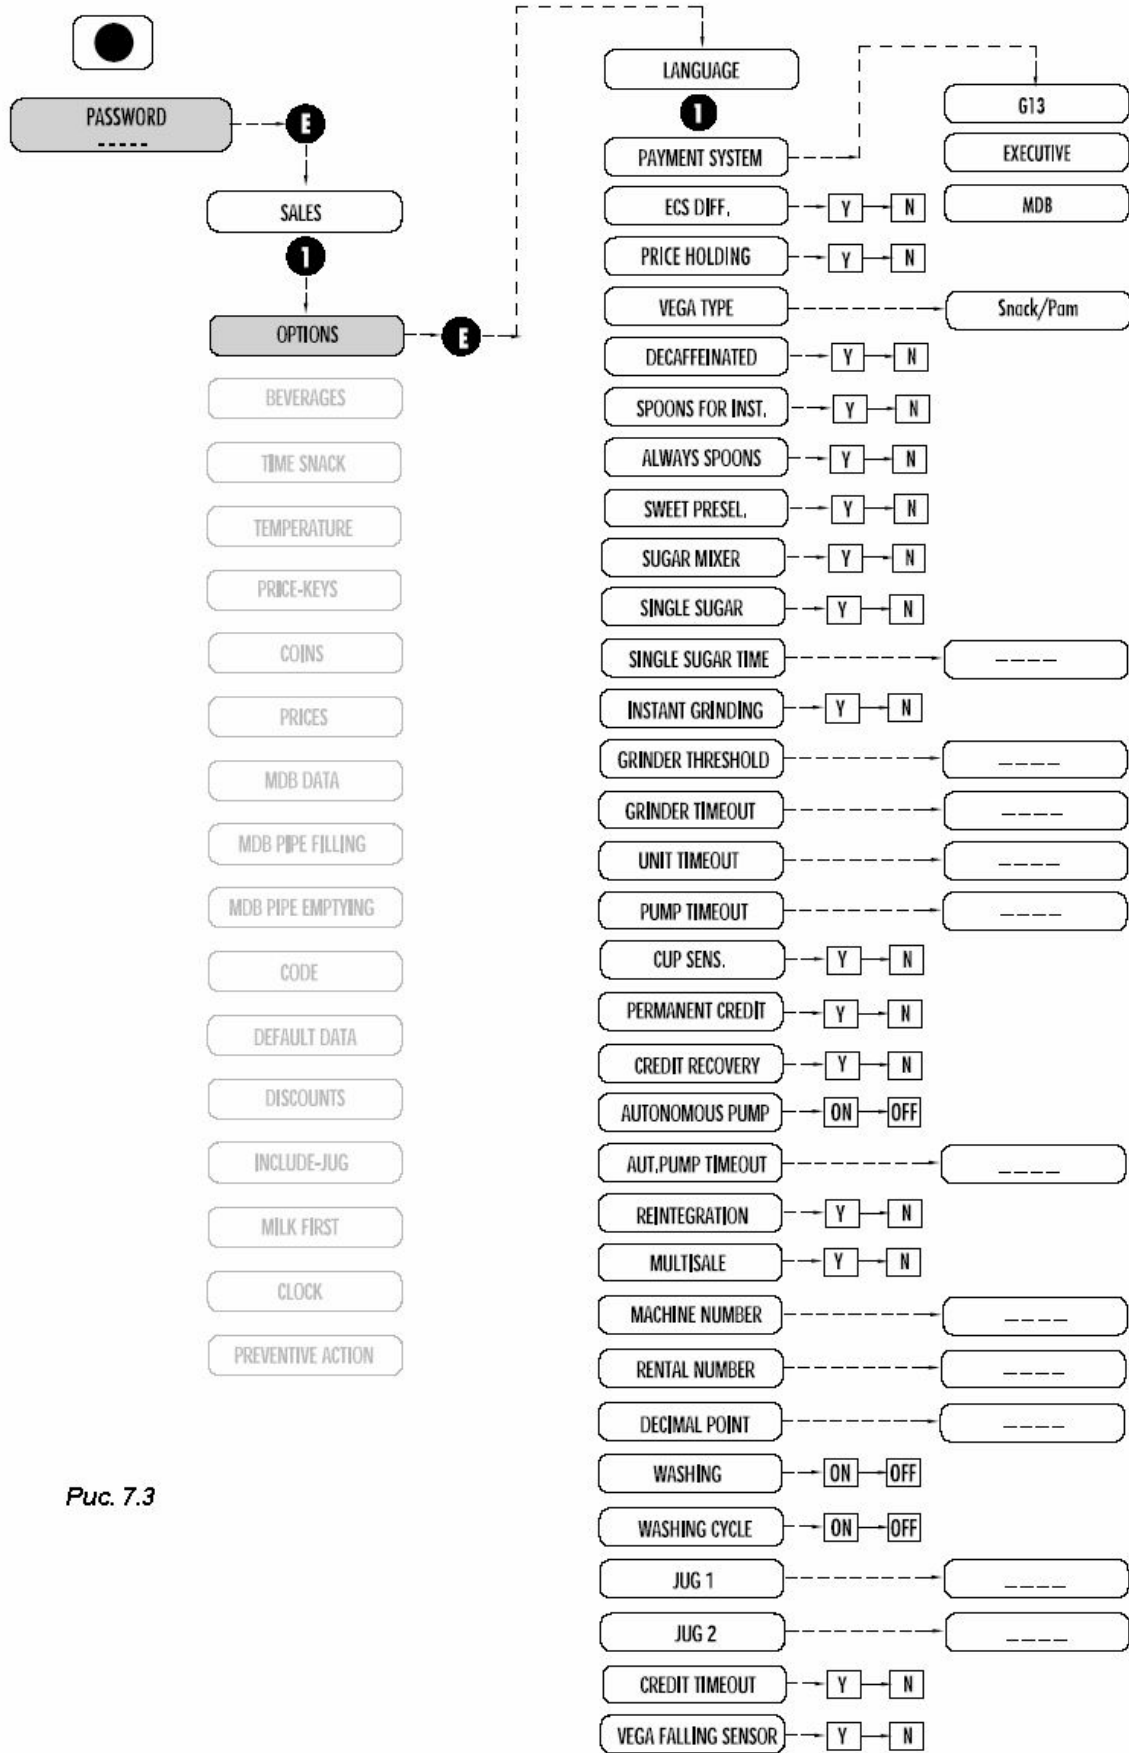 PASSWORD
-----
E
SALES
1
OPTIONS
E
BEVERAGES
TIME SNACK
TEMPERATURE
PRICE-KEYS
COINS
PRICES
MDB DATA
MDB PIPE FILLING
MDB PIPE EMPTYING
CODE
DEFAULT DATA
DISCOUNTS
INCLUDE-JUG
MILK FIRST
CLOCK
PREVENTIVE ACTION
Рис. 7.3
LANGUAGE
1
PAYMENT SYSTEM
G13
EXECUTIVE
MDB
ECS DIFF. Y N
PRICE HOLDING Y N
VEGA TYPE Snack/Pam
DECAFFEINATED Y N
SPOONS FOR INST. Y N
ALWAYS SPOONS Y N
SWEET PRESEL. Y N
SUGAR MIXER Y N
SINGLE SUGAR Y N
SINGLE SUGAR TIME ----
INSTANT GRINDING Y N
GRINDER THRESHOLD ----
GRINDER TIMEOUT ----
UNIT TIMEOUT ----
PUMP TIMEOUT ----
CUP SENS. Y N
PERMANENT CREDIT Y N
CREDIT RECOVERY Y N
AUTONOMOUS PUMP ON OFF
AUT.PUMP TIMEOUT ----
REINTEGRATION Y N
MULTISALE Y N
MACHINE NUMBER ----
RENTAL NUMBER ----
DECIMAL POINT ----
WASHING ON OFF
WASHING CYCLE ON OFF
JUG 1 ----
JUG 2 ----
CREDIT TIMEOUT Y N
VEGA FALLING SENSOR Y N